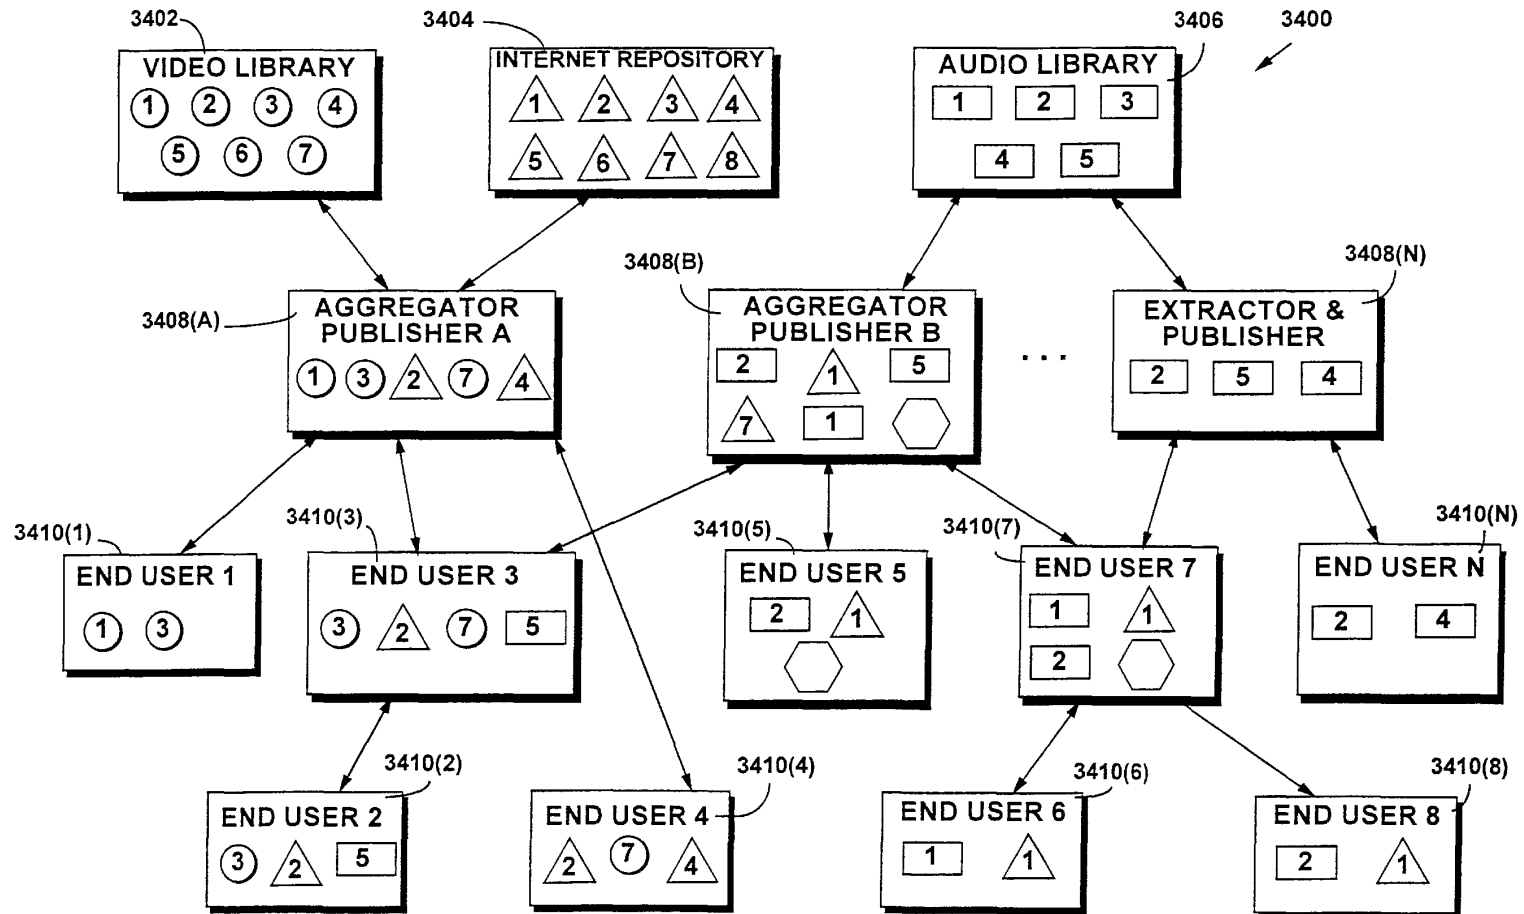 3402
3404
3406
3400
VIDEO LIBRARY
1 2 3 4
5 6 7
INTERNET REPOSITORY
1 2 3 4
5 6 7 8
AUDIO LIBRARY
1 2 3
4 5
3408(A)
AGGREGATOR
PUBLISHER A
1 3 2 7 4
3408(B)
AGGREGATOR
PUBLISHER B
2 1 5
7 1
...
3408(N)
EXTRACTOR &
PUBLISHER
2 5 4
3410(1)
END USER 1
1 3
3410(3)
END USER 3
3 2 7 5
3410(5)
END USER 5
2 1
3410(7)
END USER 7
1 1
2
3410(N)
END USER N
2 4
3410(2)
END USER 2
3 2 5
3410(4)
END USER 4
2 7 4
3410(6)
END USER 6
1 1
3410(8)
END USER 8
2 1